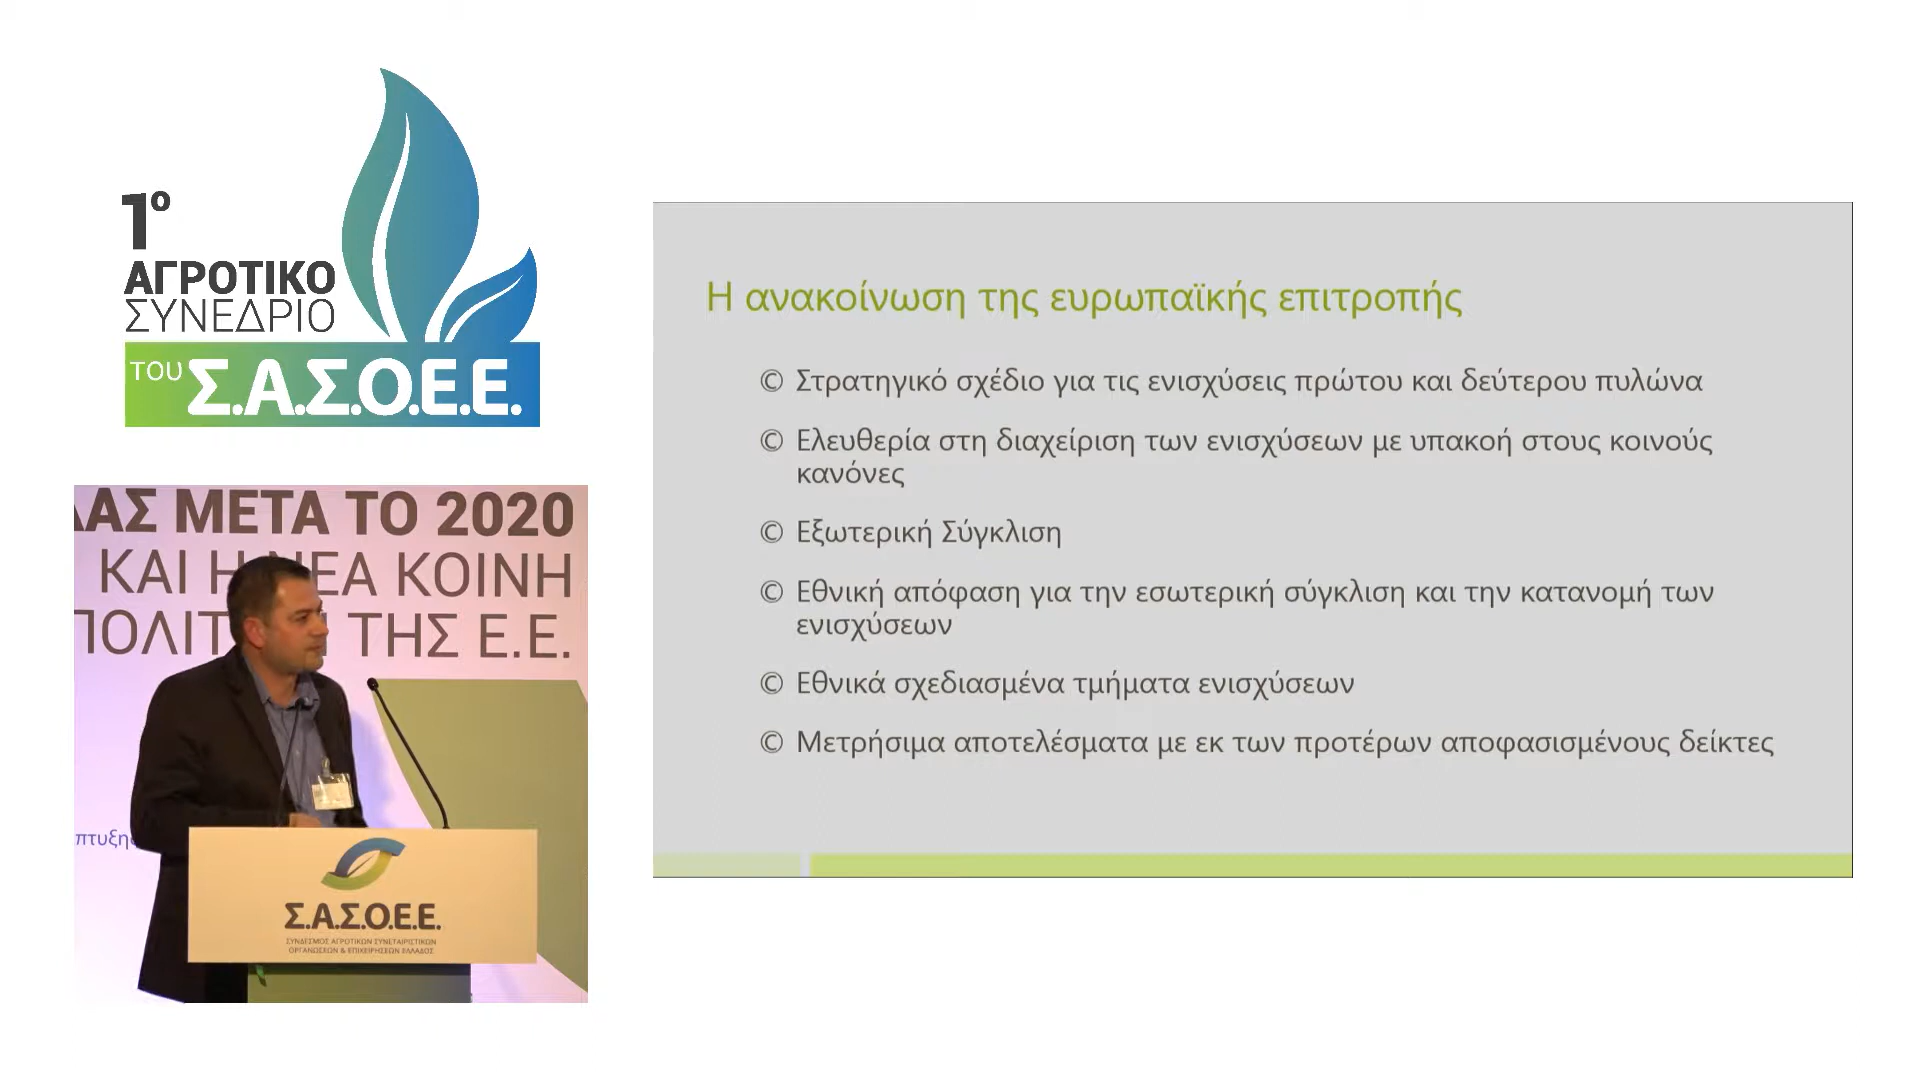 1º
ΑΓΡΟΤΙΚΟ
ΣΥΝΕΔΡΙΟ
ΤΟΥ Σ.Α.Σ.Ο.Ε.Ε.
Η ανακοίνωση της ευρωπαϊκής επιτροπής
© Στρατηγικό σχέδιο για τις ενισχύσεις πρώτου και δεύτερου πυλώνα
© Ελευθερία στη διαχείριση των ενισχύσεων με υπακοή στους κοινούς
κανόνες
© Εξωτερική Σύγκλιση
© Εθνική απόφαση για την εσωτερική σύγκλιση και την κατανομή των
ενισχύσεων
© Εθνικά σχεδιασμένα τμήματα ενισχύσεων
© Μετρήσιμα αποτελέσματα με εκ των προτέρων αποφασισμένους δείκτες
ΜΕΤΑ ΤΟ 2020
ΚΑΙ Η ΝΕΑ ΚΟΙΝΗ
ΤΗΣ Ε.Ε.
Σ.Α.Σ.Ο.Ε.Ε.
ΣΥΝΔΕΣΜΟΣ ΑΓΡΟΤΙΚΩΝ ΣΥΝΕΤΑΙΡΙΣΤΙΚΩΝ
ΟΡΓΑΝΩΣΕΩΝ & ΕΠΙΧΕΙΡΗΣΕΩΝ ΕΛΛΑΔΟΣ